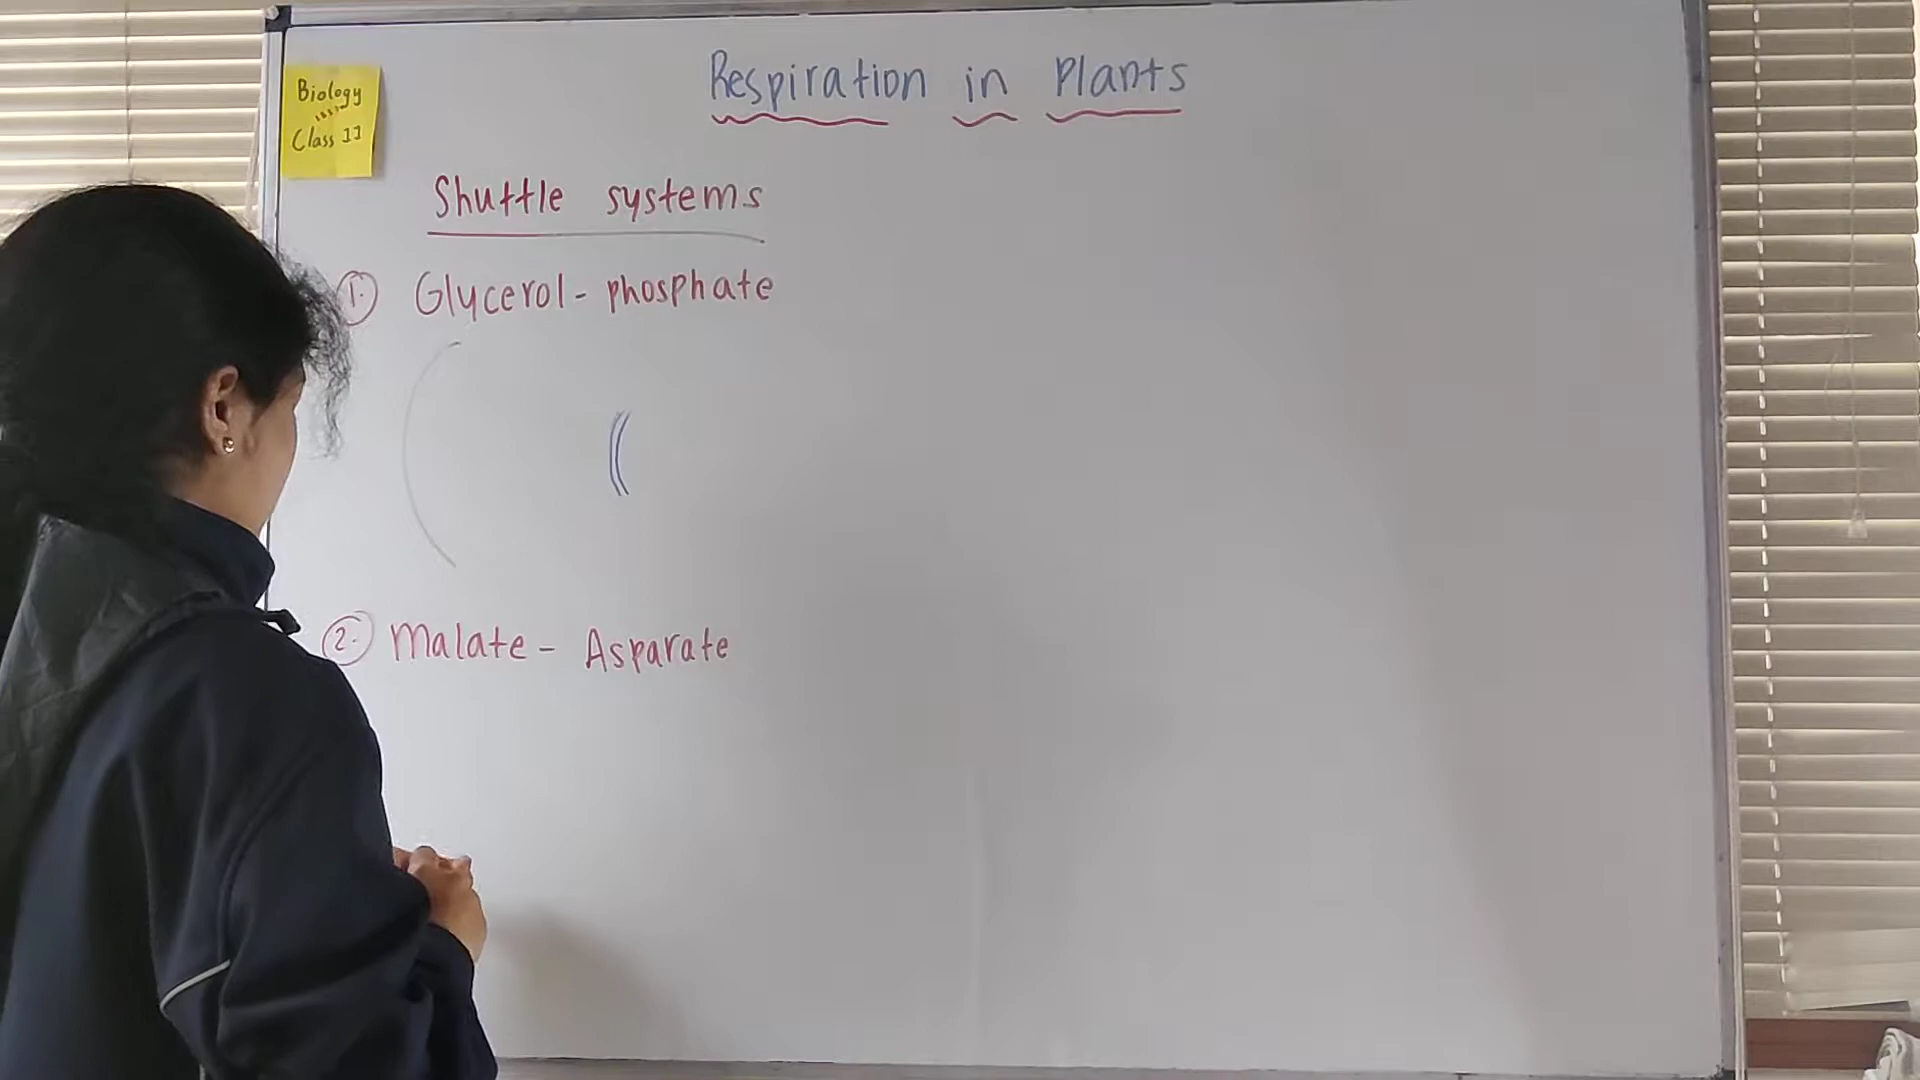 Respiration in Plants
Biology
Class 11
Shuttle systems
1. Glycerol - phosphate
2. Malate - Asparate